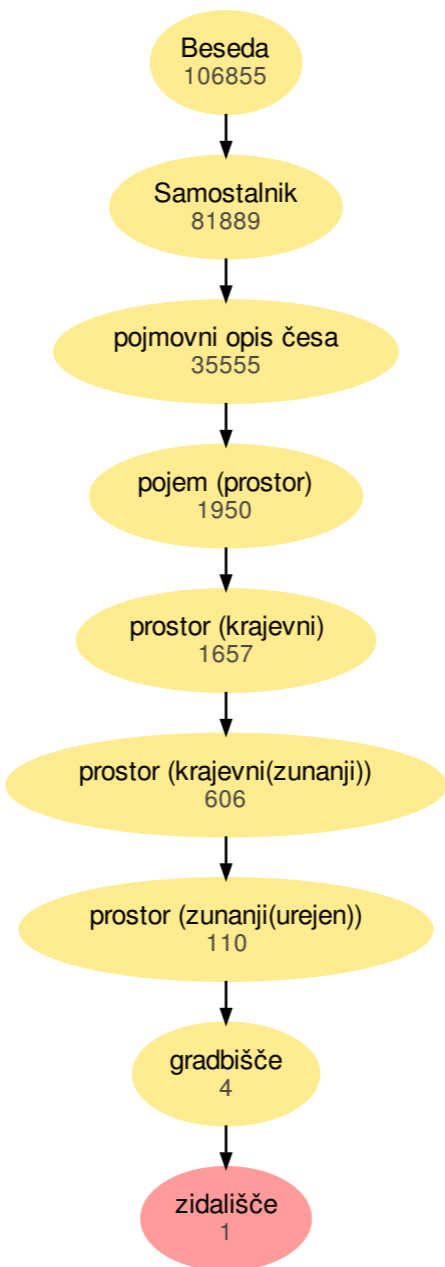 Beseda
106855
Samostalnik
81889
pojmovni opis česa
35555
pojem (prostor)
1950
prostor (krajevni)
1657
prostor (krajevni(zunanji))
606
prostor (zunanji(urejen))
110
gradbišče
4
zidališče
1